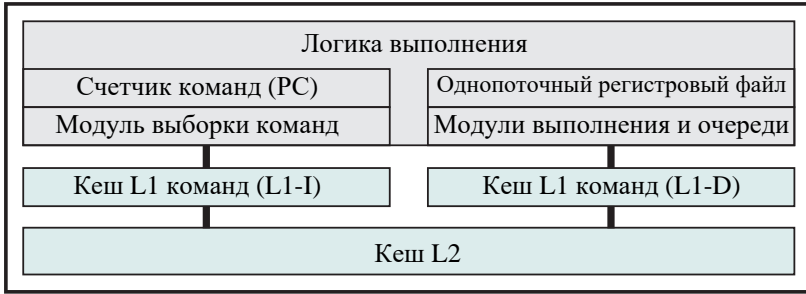 Логика выполнения
Счетчик команд (PC)
Однопоточный регистровый файл
Модуль выборки команд
Модули выполнения и очереди
Кеш L1 команд (L1-I)
Кеш L1 команд (L1-D)
Кеш L2